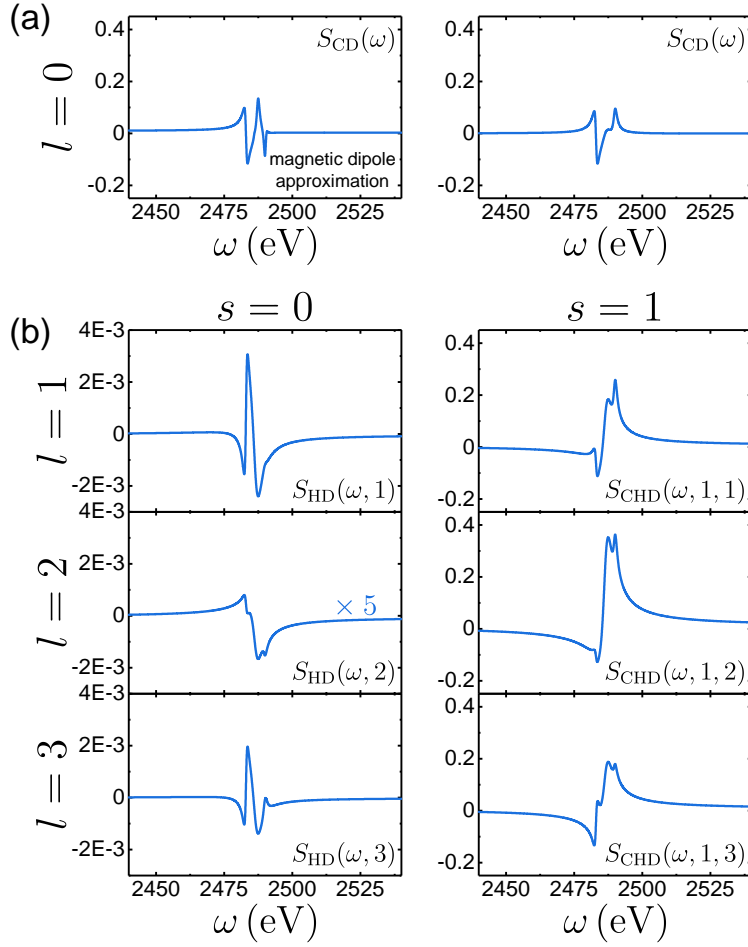 (a)
l = 0
0.4
0.2
0
-0.2
S_CD(ω)
magnetic dipole
approximation
2450 2475 2500 2525
ω (eV)
0.4
0.2
0
-0.2
S_CD(ω)
2450 2475 2500 2525
ω (eV)
(b)
s = 0
s = 1
l = 1
4E-3
2E-3
0
-2E-3
S_HD(ω, 1)
0.4
0.2
0
-0.2
S_CHD(ω, 1, 1)
l = 2
4E-3
2E-3
0
-2E-3
× 5
S_HD(ω, 2)
0.4
0.2
0
-0.2
S_CHD(ω, 1, 2)
l = 3
4E-3
2E-3
0
-2E-3
S_HD(ω, 3)
2450 2475 2500 2525
ω (eV)
0.4
0.2
0
-0.2
S_CHD(ω, 1, 3)
2450 2475 2500 2525
ω (eV)